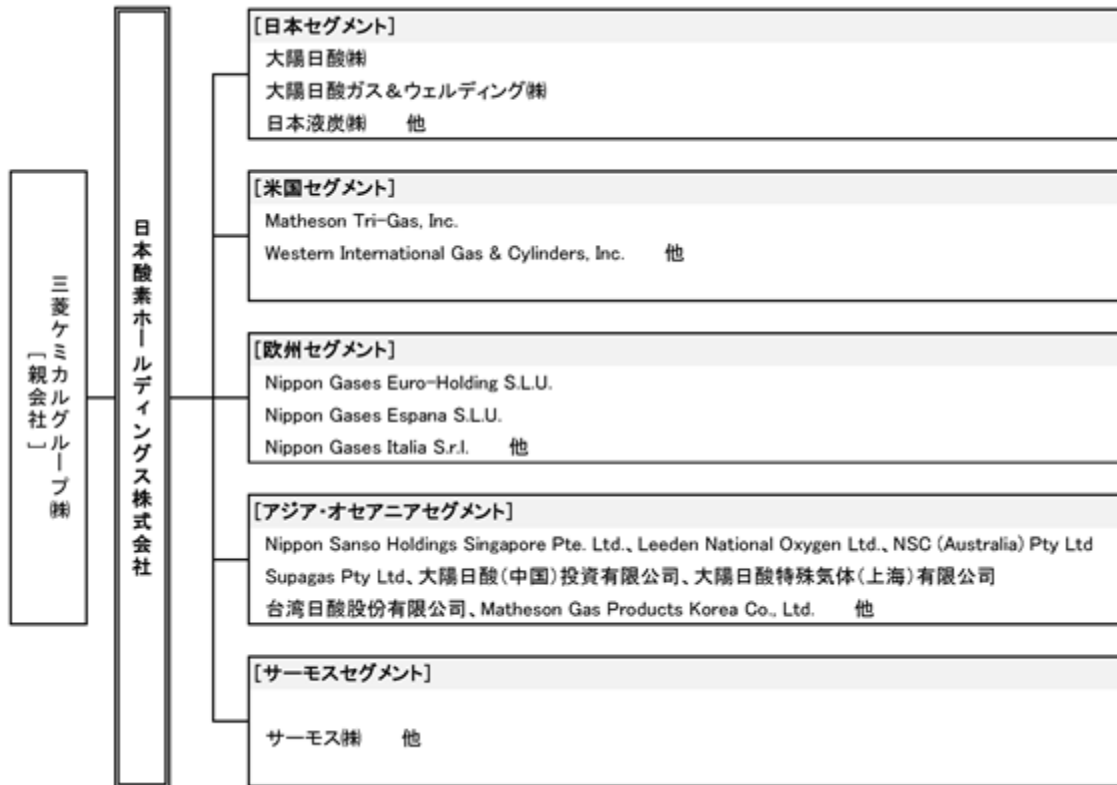 三菱ケミカルグループ㈱
[親会社]
日本酸素ホールディングス株式会社
[日本セグメント]
大陽日酸㈱
大陽日酸ガス&ウェルディング㈱
日本液炭㈱ 他
[米国セグメント]
Matheson Tri-Gas, Inc.
Western International Gas & Cylinders, Inc. 他
[欧州セグメント]
Nippon Gases Euro-Holding S.L.U.
Nippon Gases Espana S.L.U.
Nippon Gases Italia S.r.l. 他
[アジア・オセアニアセグメント]
Nippon Sanso Holdings Singapore Pte. Ltd.、Leeden National Oxygen Ltd.、NSC (Australia) Pty Ltd
Supagas Pty Ltd、大陽日酸(中国)投資有限公司、大陽日酸特殊気体(上海)有限公司
台湾日酸股份有限公司、Matheson Gas Products Korea Co., Ltd. 他
[サーモスセグメント]
サーモス㈱ 他